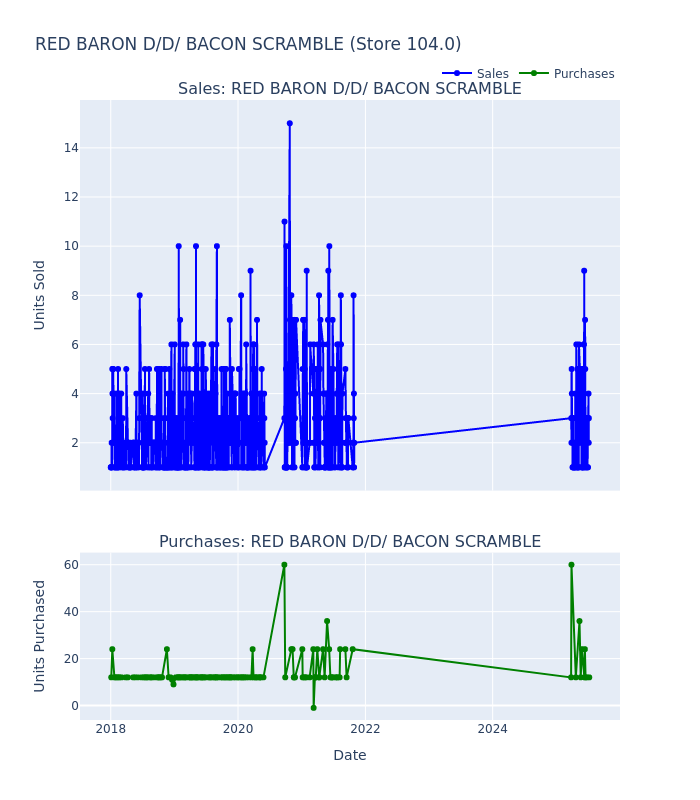 RED BARON D/D/ BACON SCRAMBLE (Store 104.0)
Sales
Purchases
Sales: RED BARON D/D/ BACON SCRAMBLE
14
12
10
8
6
4
2
Units Sold
Purchases: RED BARON D/D/ BACON SCRAMBLE
60
40
20
0
Units Purchased
2018
2020
2022
2024
Date